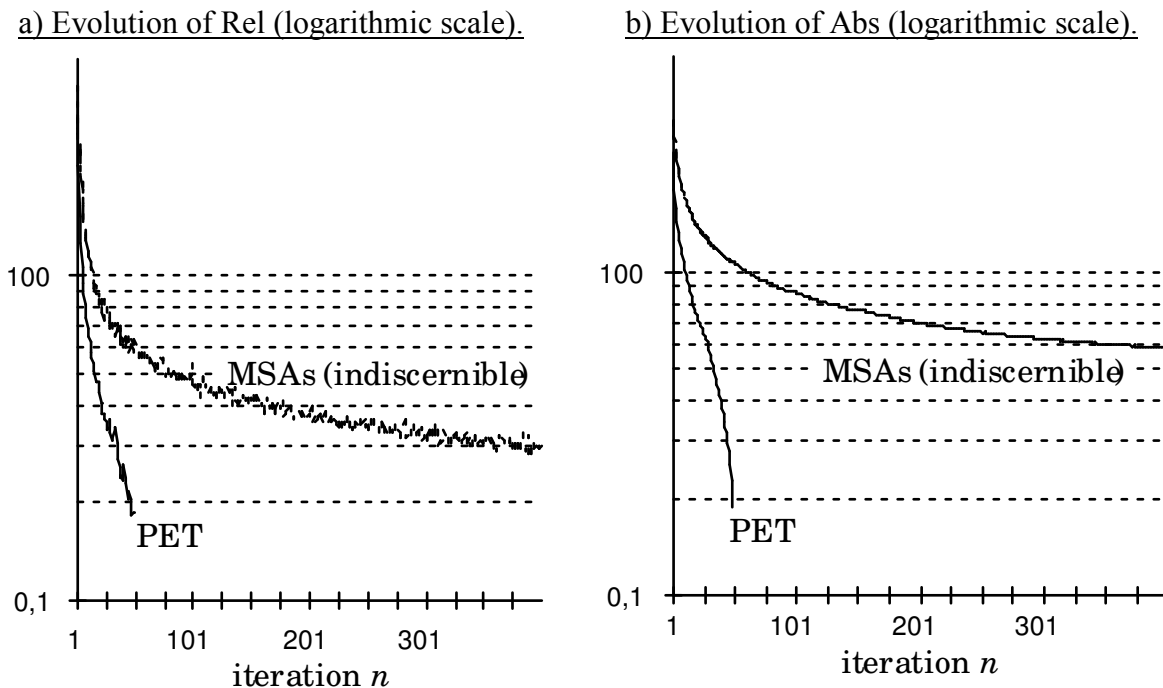 a) Evolution of Rel (logarithmic scale).
100
MSAs (indiscernible)
PET
0,1
1 101 201 301
iteration n
b) Evolution of Abs (logarithmic scale).
100
MSAs (indiscernible)
PET
0,1
1 101 201 301
iteration n